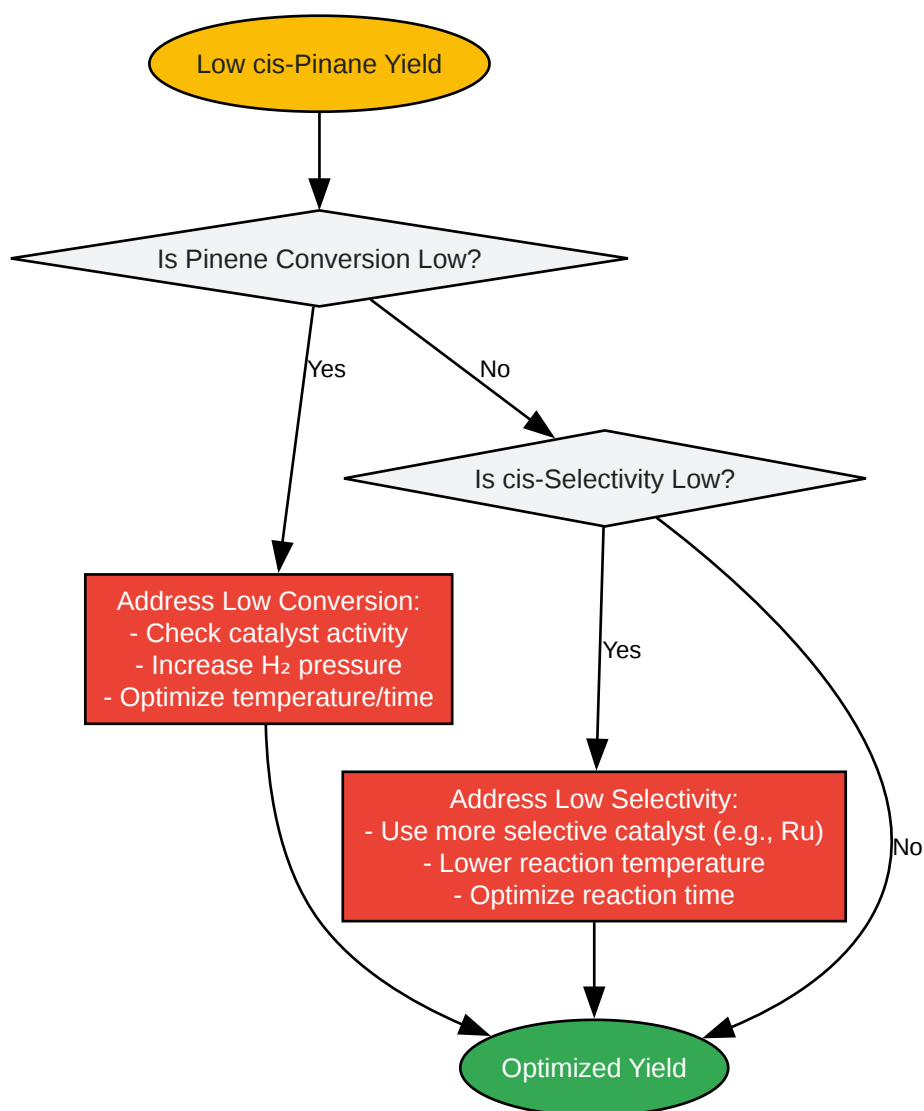 Low cis-Pinane Yield
Is Pinene Conversion Low?
Yes
No
Is cis-Selectivity Low?
Address Low Conversion:
- Check catalyst activity
- Increase H₂ pressure
- Optimize temperature/time
Yes
No
Address Low Selectivity:
- Use more selective catalyst (e.g., Ru)
- Lower reaction temperature
- Optimize reaction time
Optimized Yield